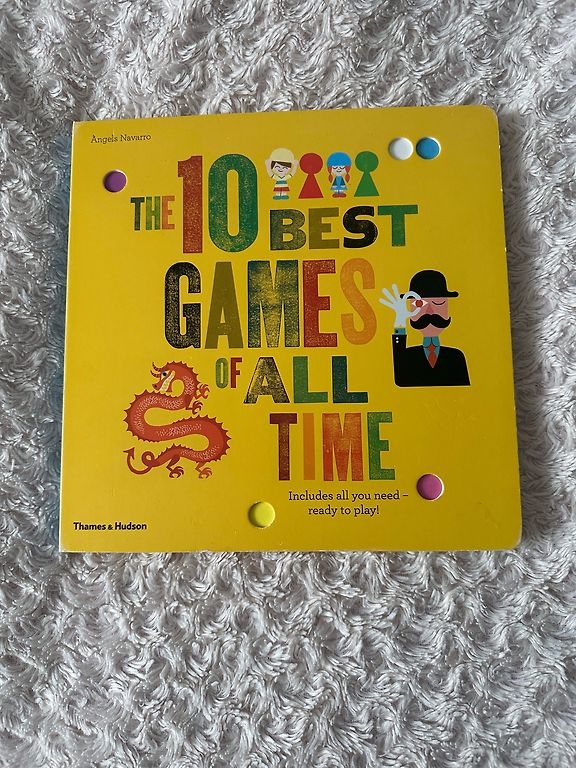 Àngels Navarro
THE 10 BEST
GAMES
OF ALL
TIME
Includes all you need –
ready to play!
Thames & Hudson